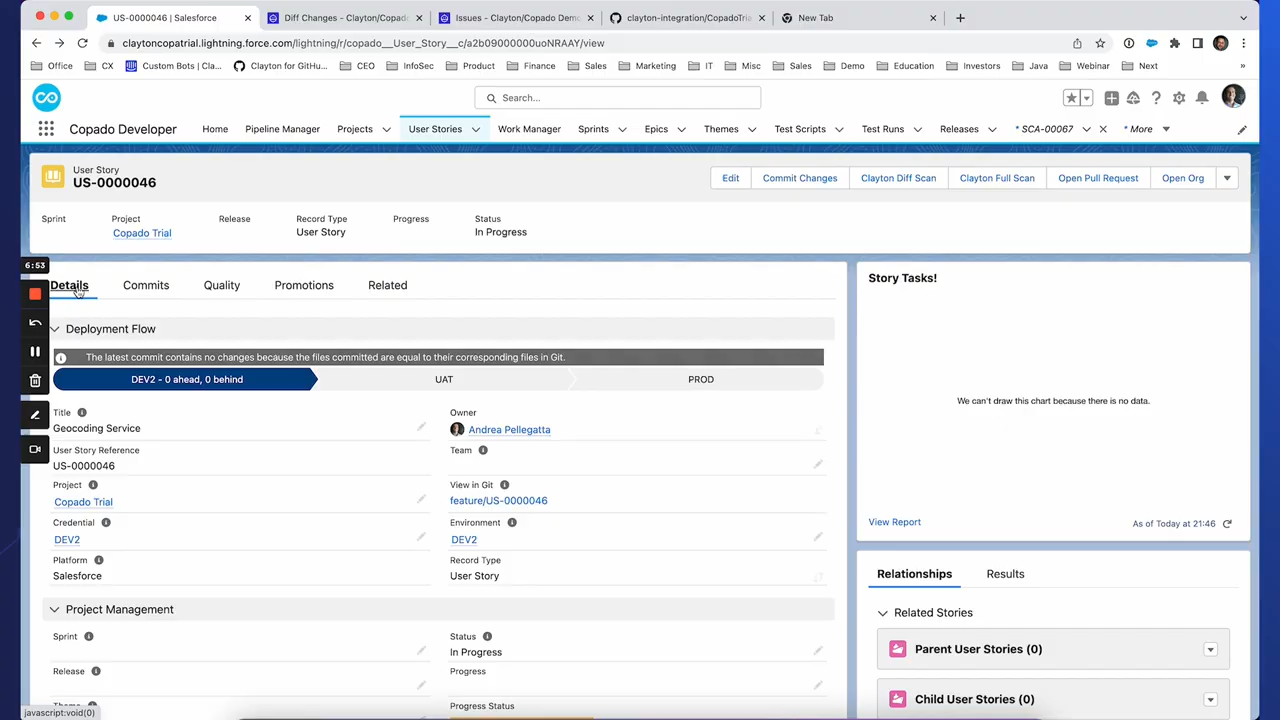 US-0000046 | Salesforce
Diff Changes - Clayton/Copado
Issues - Clayton/Copado Demo
clayton-integration/CopadoTria
New Tab
claytoncopatrial.lightning.force.com/lightning/r/copado__User_Story__c/a2b09000000uoNRAAY/view
Office
CX
Custom Bots | Cla...
Clayton for GitHu...
CEO
InfoSec
Product
Finance
Sales
Marketing
IT
Misc
Sales
Demo
Education
Investors
Java
Webinar
Next
»
Search...
Copado Developer
Home
Pipeline Manager
Projects
User Stories
Work Manager
Sprints
Epics
Themes
Test Scripts
Test Runs
Releases
* SCA-00067
* More
User Story
US-0000046
Edit
Commit Changes
Clayton Diff Scan
Clayton Full Scan
Open Pull Request
Open Org
Sprint
Project
Release
Record Type
Progress
Status
Copado Trial
User Story
In Progress
6:53
Details
Commits
Quality
Promotions
Related
Story Tasks!
Deployment Flow
The latest commit contains no changes because the files committed are equal to their corresponding files in Git.
DEV2 - 0 ahead, 0 behind
UAT
PROD
We can't draw this chart because there is no data.
Title
Geocoding Service
Owner
Andrea Pellegatta
User Story Reference
US-0000046
Team
Project
Copado Trial
View in Git
feature/US-0000046
Credential
DEV2
Environment
DEV2
View Report
As of Today at 21:46
Platform
Salesforce
Record Type
User Story
Relationships
Results
Project Management
Related Stories
Sprint
Status
In Progress
Parent User Stories (0)
Release
Progress
Child User Stories (0)
Theme
Progress Status
javascript:void(0)